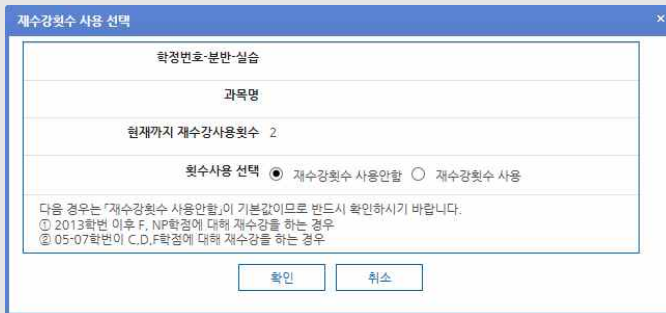 재수강횟수 사용 선택 ×
학정번호-분반-실습
과목명
현재까지 재수강사용횟수 2
횟수사용 선택 재수강횟수 사용안함 재수강횟수 사용
다음 경우는「재수강횟수 사용안함」이 기본값이므로 반드시 확인하시기 바랍니다.
① 2013학번 이후 F, NP학점에 대해 재수강을 하는 경우
② 05-07학번이 C,D,F학점에 대해 재수강을 하는 경우
확인 취소